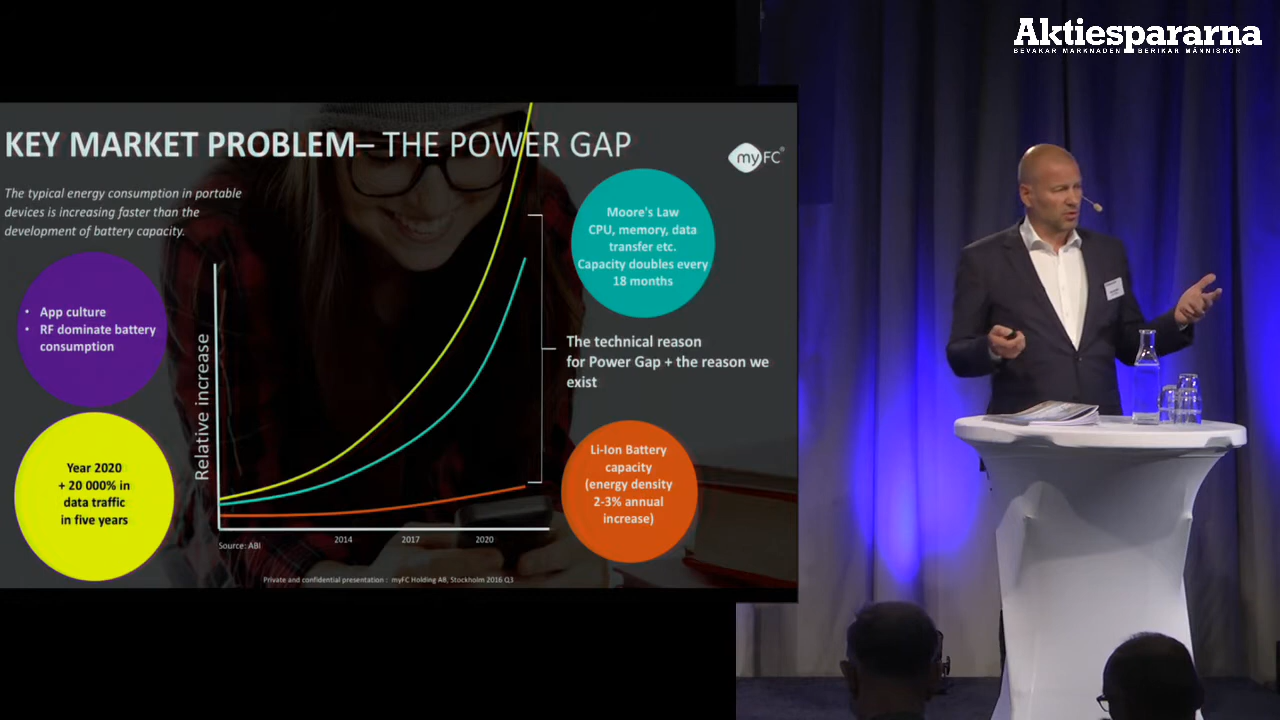 Aktiespararna
BEVAKAR MARKNADEN BERIKAR MÄNNISKOR
KEY MARKET PROBLEM– THE POWER GAP
myFC®
The typical energy consumption in portable
devices is increasing faster than the
development of battery capacity.
• App culture
• RF dominate battery
consumption
Year 2020
+ 20 000% in
data traffic
in five years
Relative increase
2014 2017 2020
Source: ABI
Moore's Law
CPU, memory, data
transfer etc.
Capacity doubles every
18 months
The technical reason
for Power Gap + the reason we
exist
Li-Ion Battery
capacity
(energy density
2-3% annual
increase)
Private and confidential presentation : myFC Holding AB, Stockholm 2016 Q3